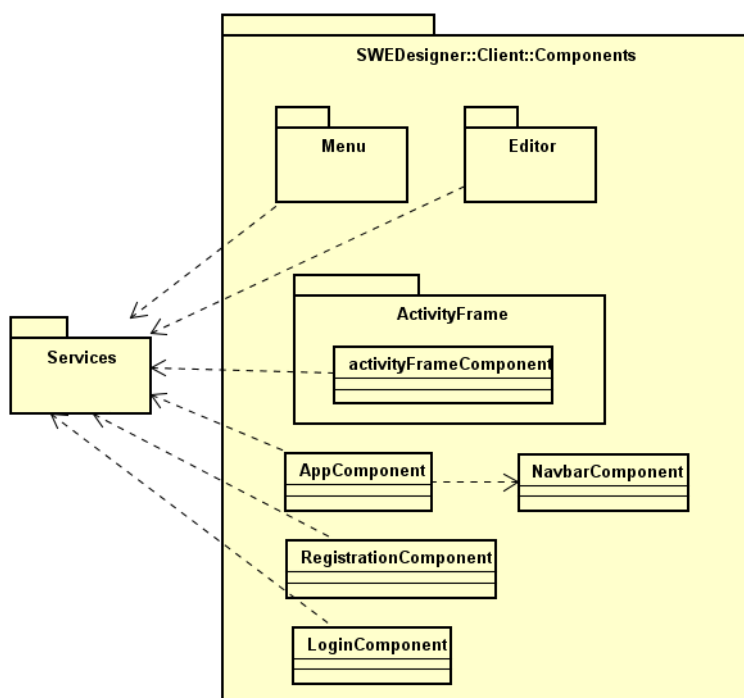 SWEDesigner::Client::Components
Menu
Editor
ActivityFrame
Services
activityFrameComponent
AppComponent
NavbarComponent
RegistrationComponent
LoginComponent